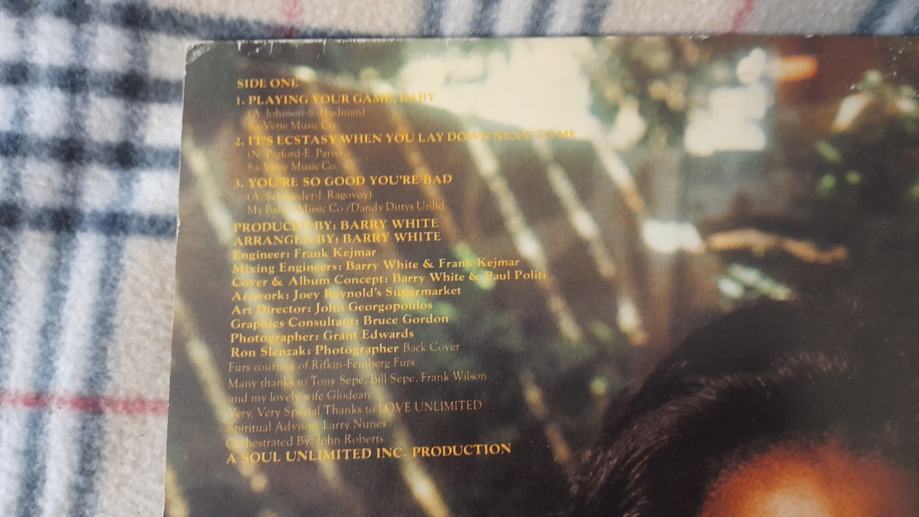 SIDE ONE
1. PLAYING YOUR GAME, BABY
(A. Johnson-S. Hudman)
Sa-Vette Music Co.
2. IT'S ECSTASY WHEN YOU LAY DOWN NEXT TO ME
(N. Pigford-E. Paris)
Sa-Vette Music Co.
3. YOU'RE SO GOOD YOU'RE BAD
(A. Schroeder-J. Ragovoy)
My Baby's Music Co./Dandy Dittys Unltd.
PRODUCED BY: BARRY WHITE
ARRANGED BY: BARRY WHITE
Engineer: Frank Kejmar
Mixing Engineers: Barry White & Frank Kejmar
Cover & Album Concept: Barry White & Paul Politi
Artwork: Joey Reynold's Supermarket
Art Director: John Georgopoulos
Graphics Consultant: Bruce Gordon
Photographer: Grant Edwards
Ron Slenzak: Photographer Back Cover
Furs courtesy of Rifkin-Feinberg Furs
Many thanks to Tony Sepe, Bill Sepe, Frank Wilson
and my lovely wife Glodean
Very, Very Special Thanks to LOVE UNLIMITED
Spiritual Advisor: Larry Nunes
Orchestrated By: John Roberts
A SOUL UNLIMITED INC. PRODUCTION